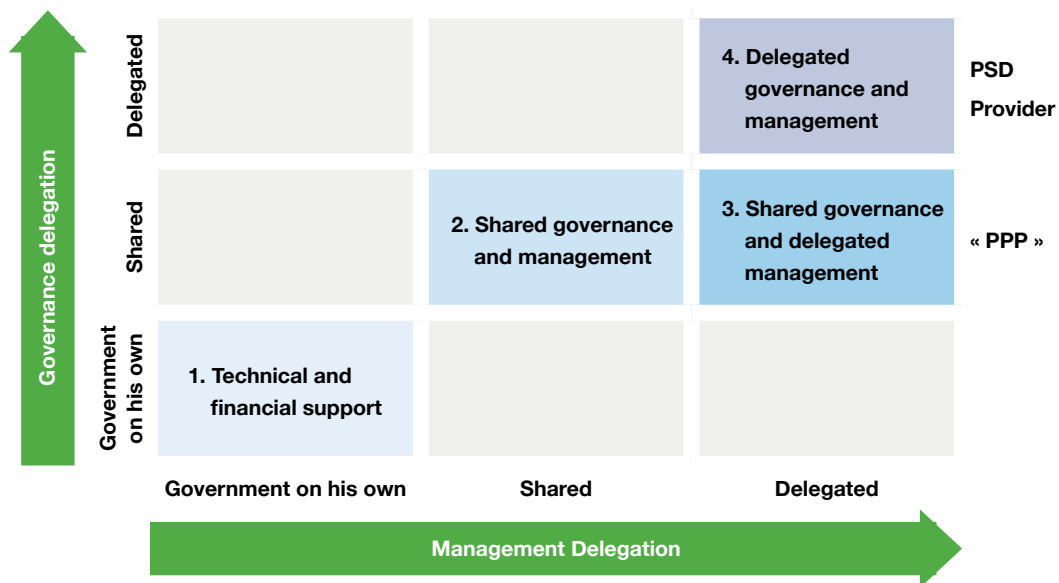 Governance delegation
Delegated
4. Delegated
governance and
management
PSD
Provider
Shared
2. Shared governance
and management
3. Shared governance
and delegated
management
« PPP »
Government
on his own
1. Technical and
financial support
Government on his own
Shared
Delegated
Management Delegation